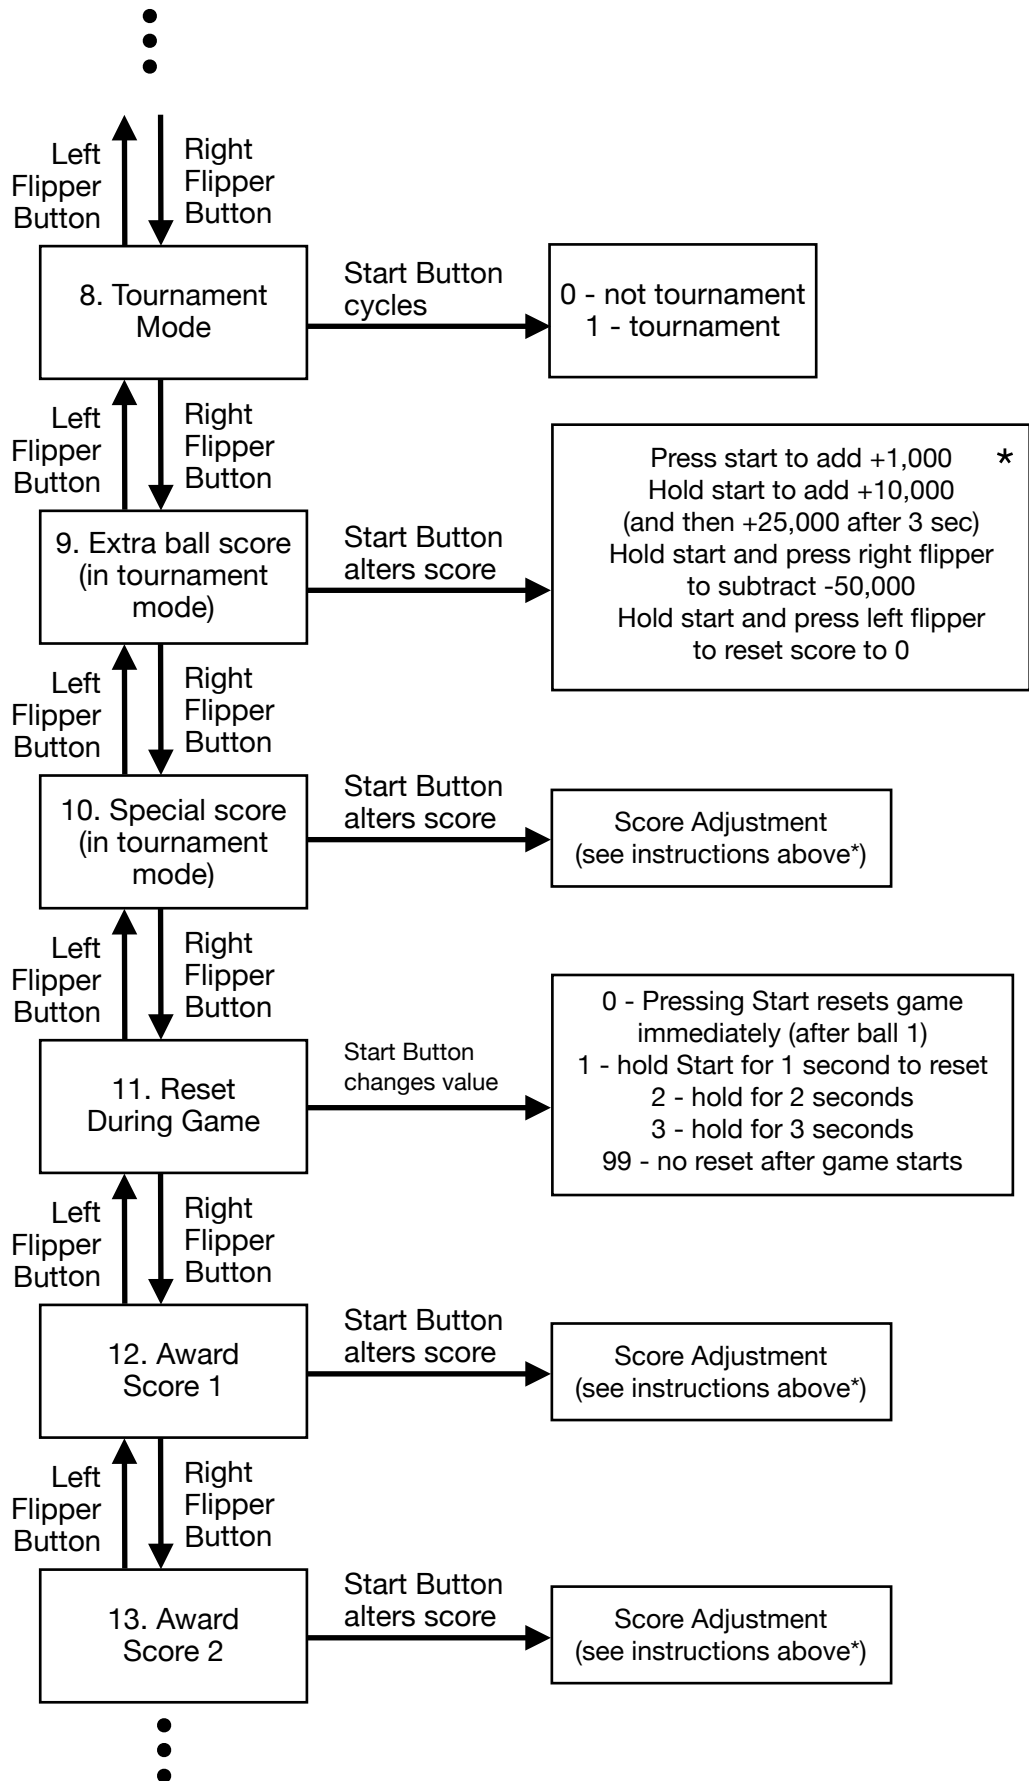 Left
Flipper
Button
Right
Flipper
Button
8. Tournament
Mode
Start Button
cycles
0 - not tournament
1 - tournament
Left
Flipper
Button
Right
Flipper
Button
9. Extra ball score
(in tournament
mode)
Start Button
alters score
Press start to add +1,000 *
Hold start to add +10,000
(and then +25,000 after 3 sec)
Hold start and press right flipper
to subtract -50,000
Hold start and press left flipper
to reset score to 0
Left
Flipper
Button
Right
Flipper
Button
10. Special score
(in tournament
mode)
Start Button
alters score
Score Adjustment
(see instructions above*)
Left
Flipper
Button
Right
Flipper
Button
11. Reset
During Game
Start Button
changes value
0 - Pressing Start resets game
immediately (after ball 1)
1 - hold Start for 1 second to reset
2 - hold for 2 seconds
3 - hold for 3 seconds
99 - no reset after game starts
Left
Flipper
Button
Right
Flipper
Button
12. Award
Score 1
Start Button
alters score
Score Adjustment
(see instructions above*)
Left
Flipper
Button
Right
Flipper
Button
13. Award
Score 2
Start Button
alters score
Score Adjustment
(see instructions above*)